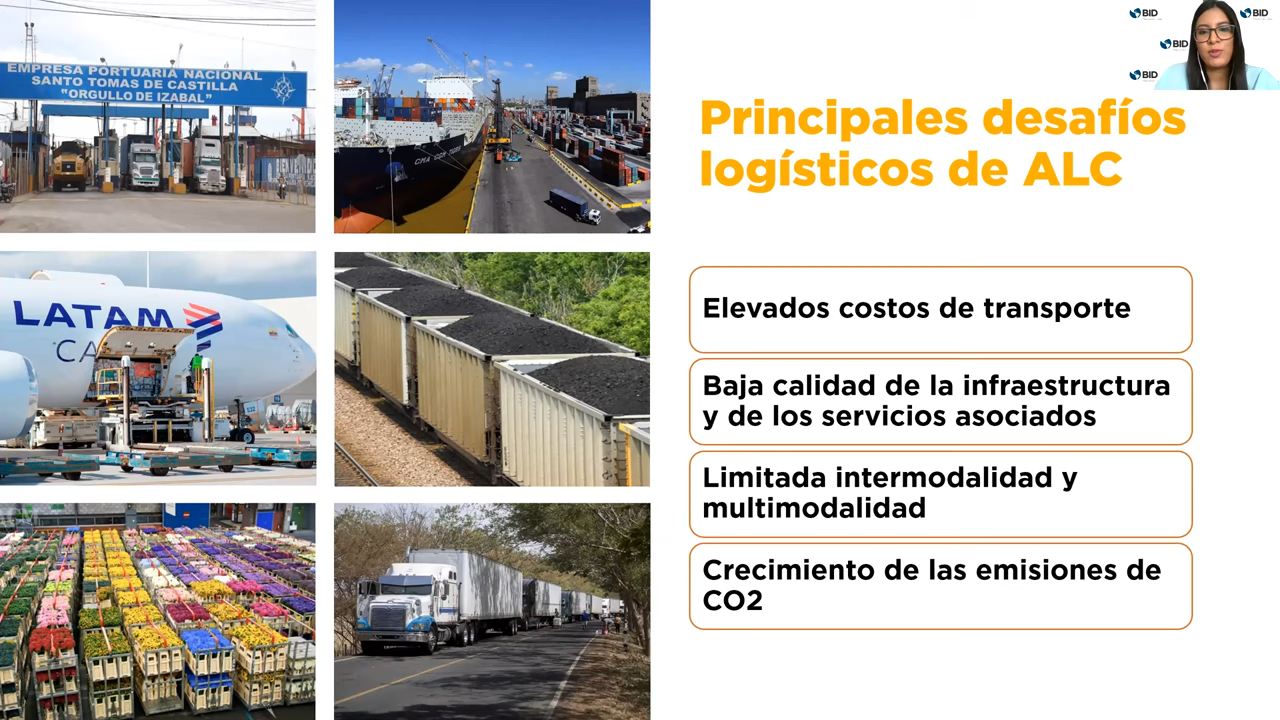 EMPRESA PORTUARIA NACIONAL
SANTO TOMAS DE CASTILLA
"ORGULLO DE IZABAL"
CMA CGM
LATAM
CA
BID
BID
BID
BID
Principales desafíos
logísticos de ALC
Elevados costos de transporte
Baja calidad de la infraestructura
y de los servicios asociados
Limitada intermodalidad y
multimodalidad
Crecimiento de las emisiones de
CO2